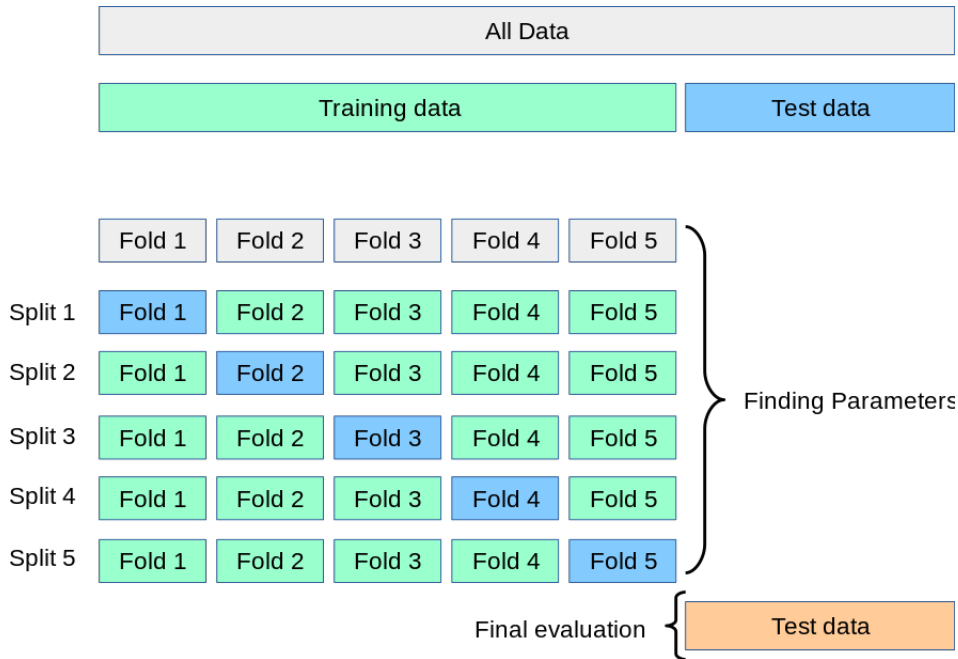 All Data
Training data Test data
Fold 1 Fold 2 Fold 3 Fold 4 Fold 5
Split 1 Fold 1 Fold 2 Fold 3 Fold 4 Fold 5
Split 2 Fold 1 Fold 2 Fold 3 Fold 4 Fold 5
Finding Parameters
Split 3 Fold 1 Fold 2 Fold 3 Fold 4 Fold 5
Split 4 Fold 1 Fold 2 Fold 3 Fold 4 Fold 5
Split 5 Fold 1 Fold 2 Fold 3 Fold 4 Fold 5
Final evaluation Test data